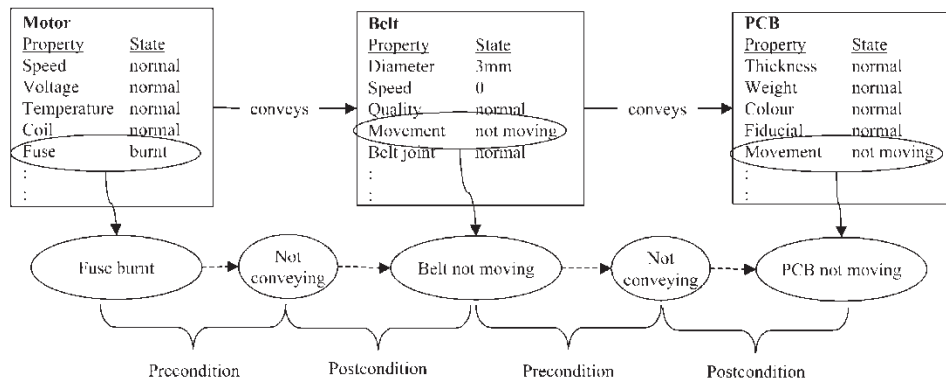 Motor
Property State
Speed normal
Voltage normal
Temperature normal
Coil normal
Fuse burnt
:
:
conveys
Belt
Property State
Diameter 3mm
Speed 0
Quality normal
Movement not moving
Belt joint normal
:
:
conveys
PCB
Property State
Thickness normal
Weight normal
Colour normal
Fiducial normal
Movement not moving
:
:
Fuse burnt
Not
conveying
Belt not moving
Not
conveying
PCB not moving
Precondition
Postcondition
Precondition
Postcondition